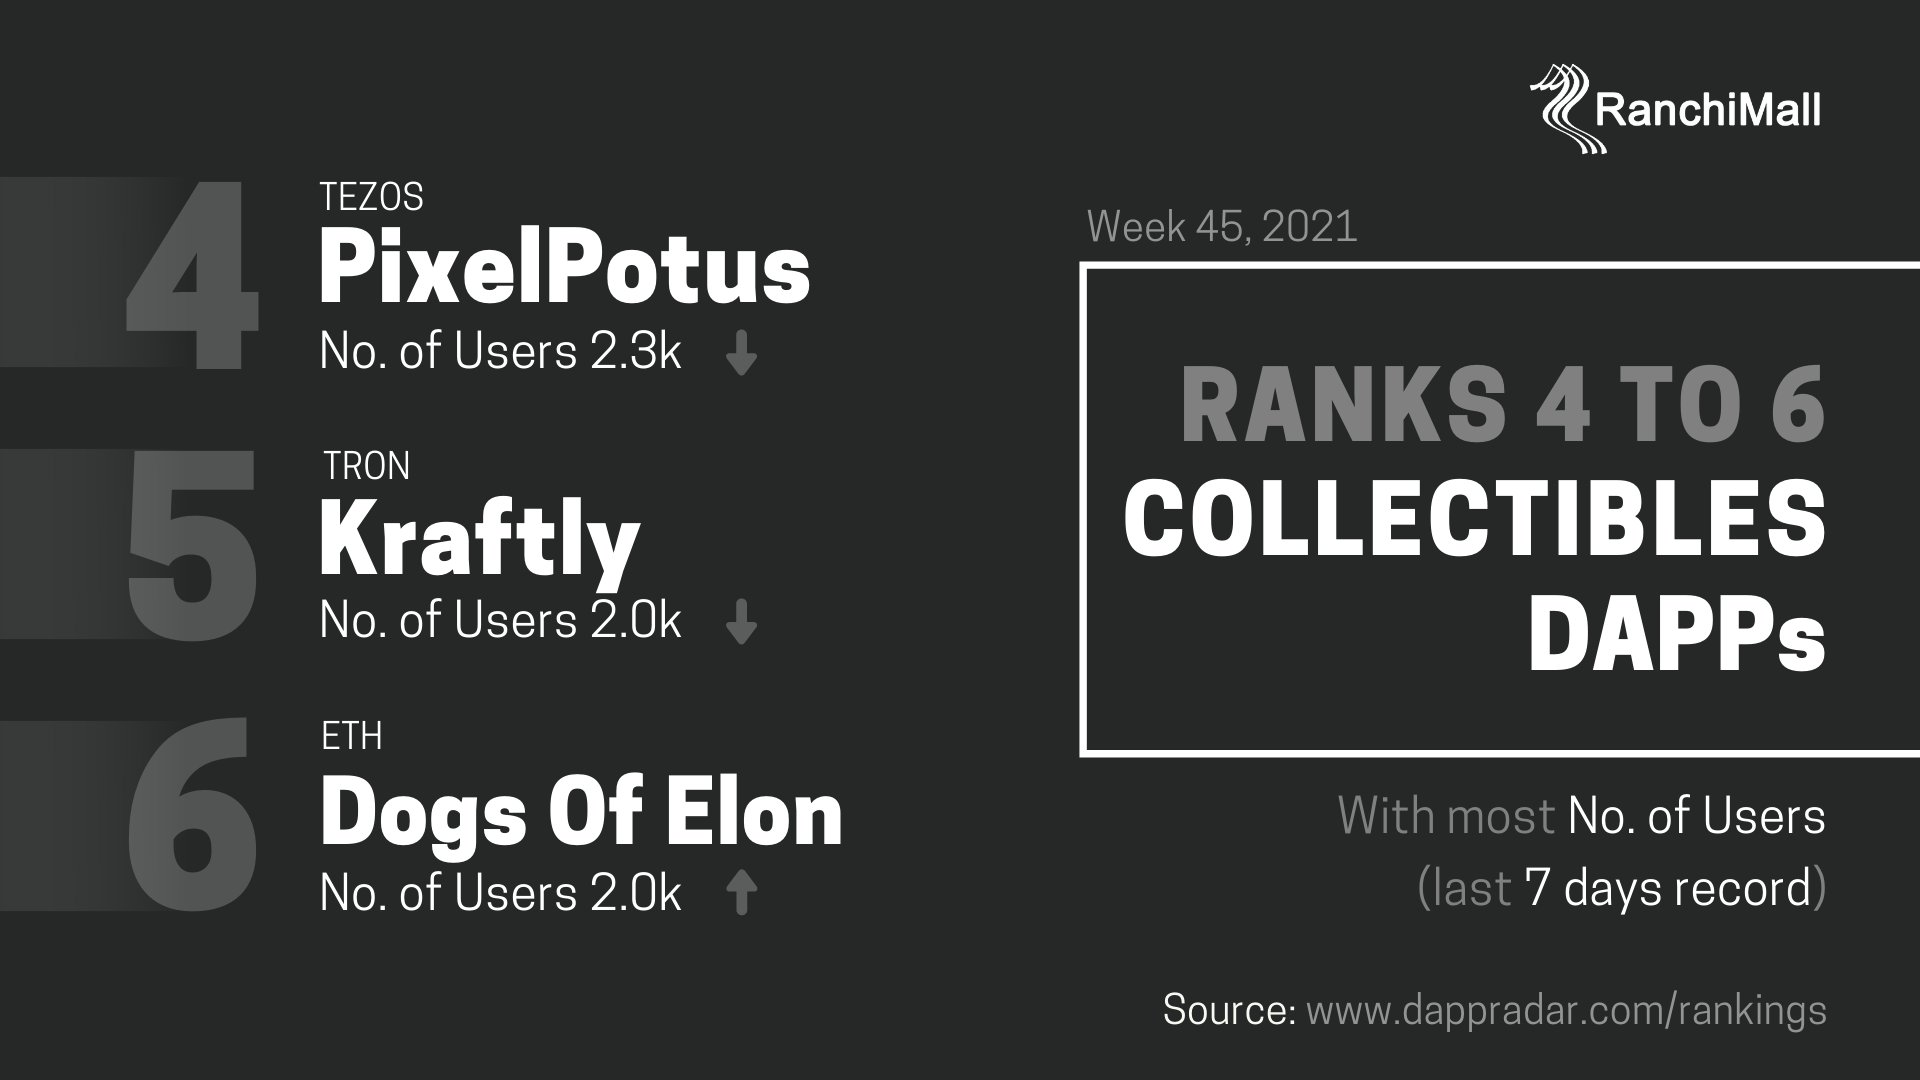 RanchiMall
4
TEZOS
PixelPotus
No. of Users 2.3k
5
TRON
Kraftly
No. of Users 2.0k
6
ETH
Dogs Of Elon
No. of Users 2.0k
Week 45, 2021
RANKS 4 TO 6
COLLECTIBLES
DAPPs
With most No. of Users
(last 7 days record)
Source: www.dappradar.com/rankings